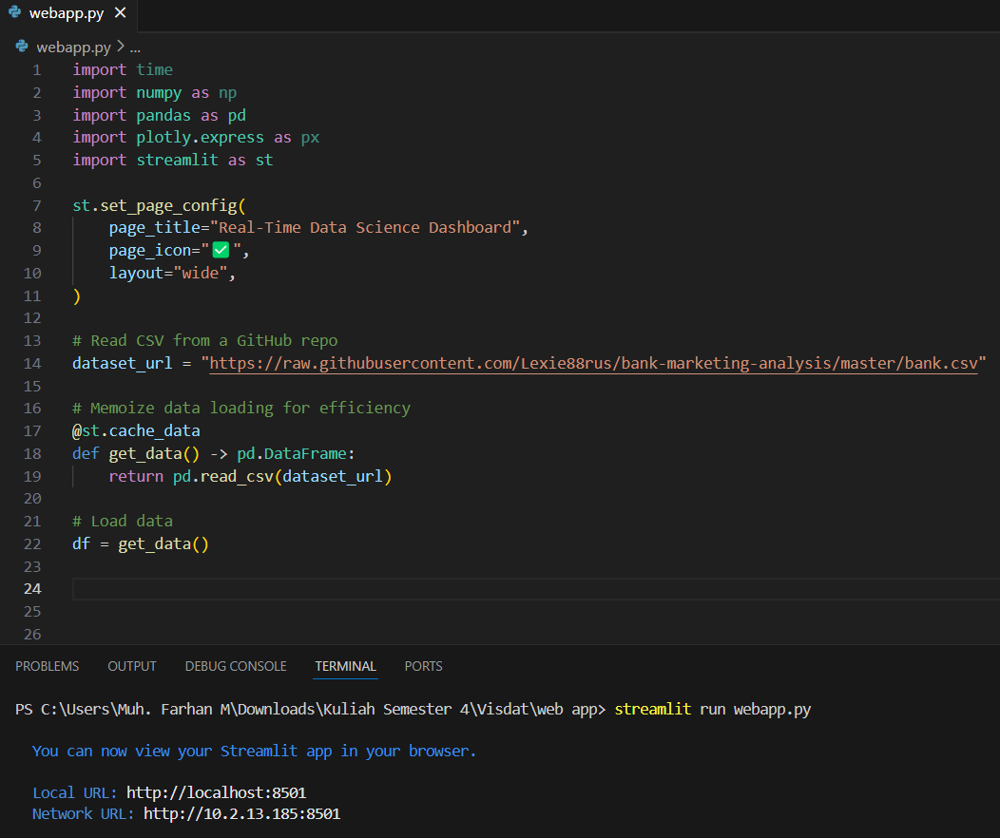 webapp.py ×
webapp.py > ...
1 import time
2 import numpy as np
3 import pandas as pd
4 import plotly.express as px
5 import streamlit as st
6
7 st.set_page_config(
8     page_title="Real-Time Data Science Dashboard",
9     page_icon="✅",
10     layout="wide",
11 )
12
13 # Read CSV from a GitHub repo
14 dataset_url = "https://raw.githubusercontent.com/Lexie88rus/bank-marketing-analysis/master/bank.csv"
15
16 # Memoize data loading for efficiency
17 @st.cache_data
18 def get_data() -> pd.DataFrame:
19     return pd.read_csv(dataset_url)
20
21 # Load data
22 df = get_data()
23
24
25
26
PROBLEMS OUTPUT DEBUG CONSOLE TERMINAL PORTS
PS C:\Users\Muh. Farhan M\Downloads\Kuliah Semester 4\Visdat\web app> streamlit run webapp.py
You can now view your Streamlit app in your browser.
Local URL: http://localhost:8501
Network URL: http://10.2.13.185:8501